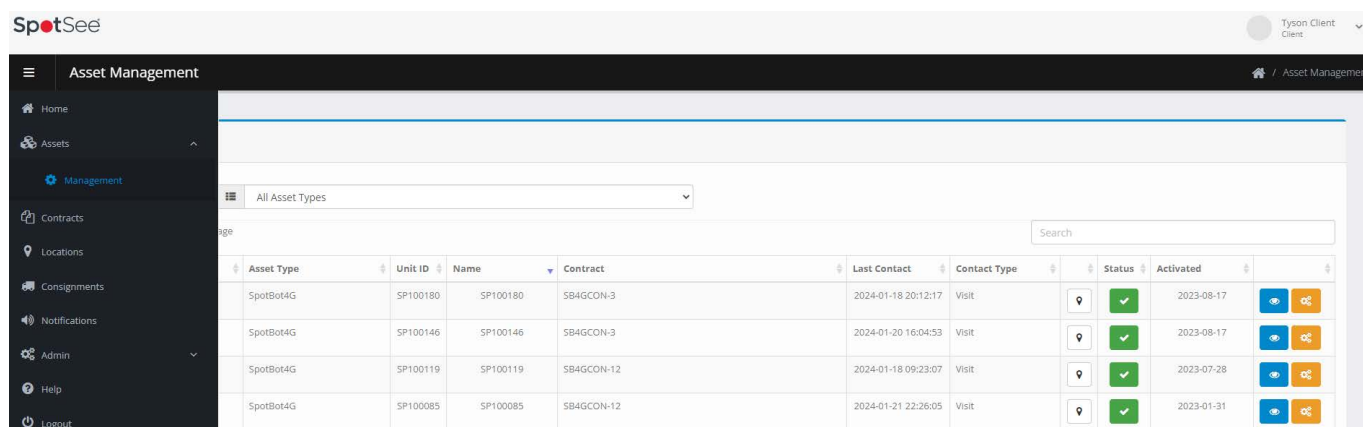 SpotSee
Tyson Client
Client
Asset Management
/ Asset Managemen
Home
Assets
Management
Contracts
Locations
Consignments
Notifications
Admin
Help
Logout
All Asset Types
age
Search
Asset Type Unit ID Name Contract Last Contact Contact Type Status Activated
SpotBot4G SP100180 SP100180 SB4GCON-3 2024-01-18 20:12:17 Visit 2023-08-17
SpotBot4G SP100146 SP100146 SB4GCON-3 2024-01-20 16:04:53 Visit 2023-08-17
SpotBot4G SP100119 SP100119 SB4GCON-12 2024-01-18 09:23:07 Visit 2023-07-28
SpotBot4G SP100085 SP100085 SB4GCON-12 2024-01-21 22:26:05 Visit 2023-01-31